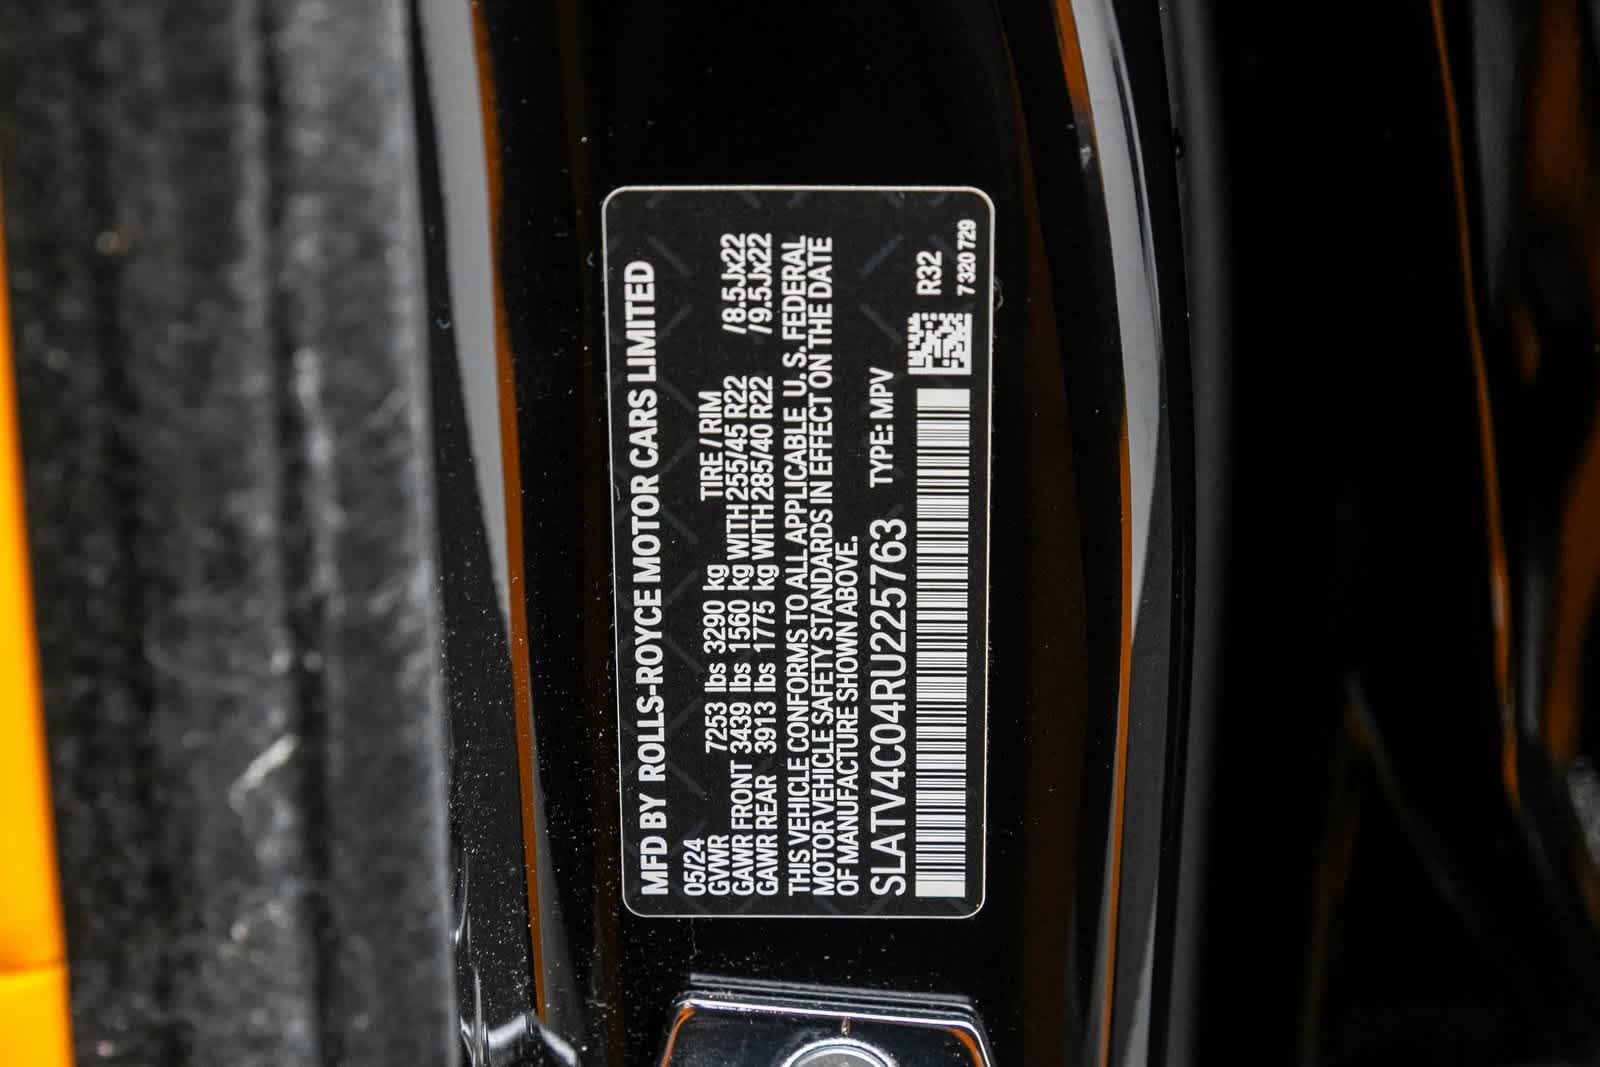 MFD BY ROLLS-ROYCE MOTOR CARS LIMITED
05/24 TIRE / RIM
GVWR 7253 lbs 3290 kg
GAWR FRONT 3439 lbs 1560 kg WITH 255/45 R22 / 8.5Jx22
GAWR REAR 3913 lbs 1775 kg WITH 285/40 R22 / 9.5Jx22
THIS VEHICLE CONFORMS TO ALL APPLICABLE U.S. FEDERAL
MOTOR VEHICLE SAFETY STANDARDS IN EFFECT ON THE DATE
OF MANUFACTURE SHOWN ABOVE.
SLATV4C04RU225763 TYPE: MPV
R32
7 320 729